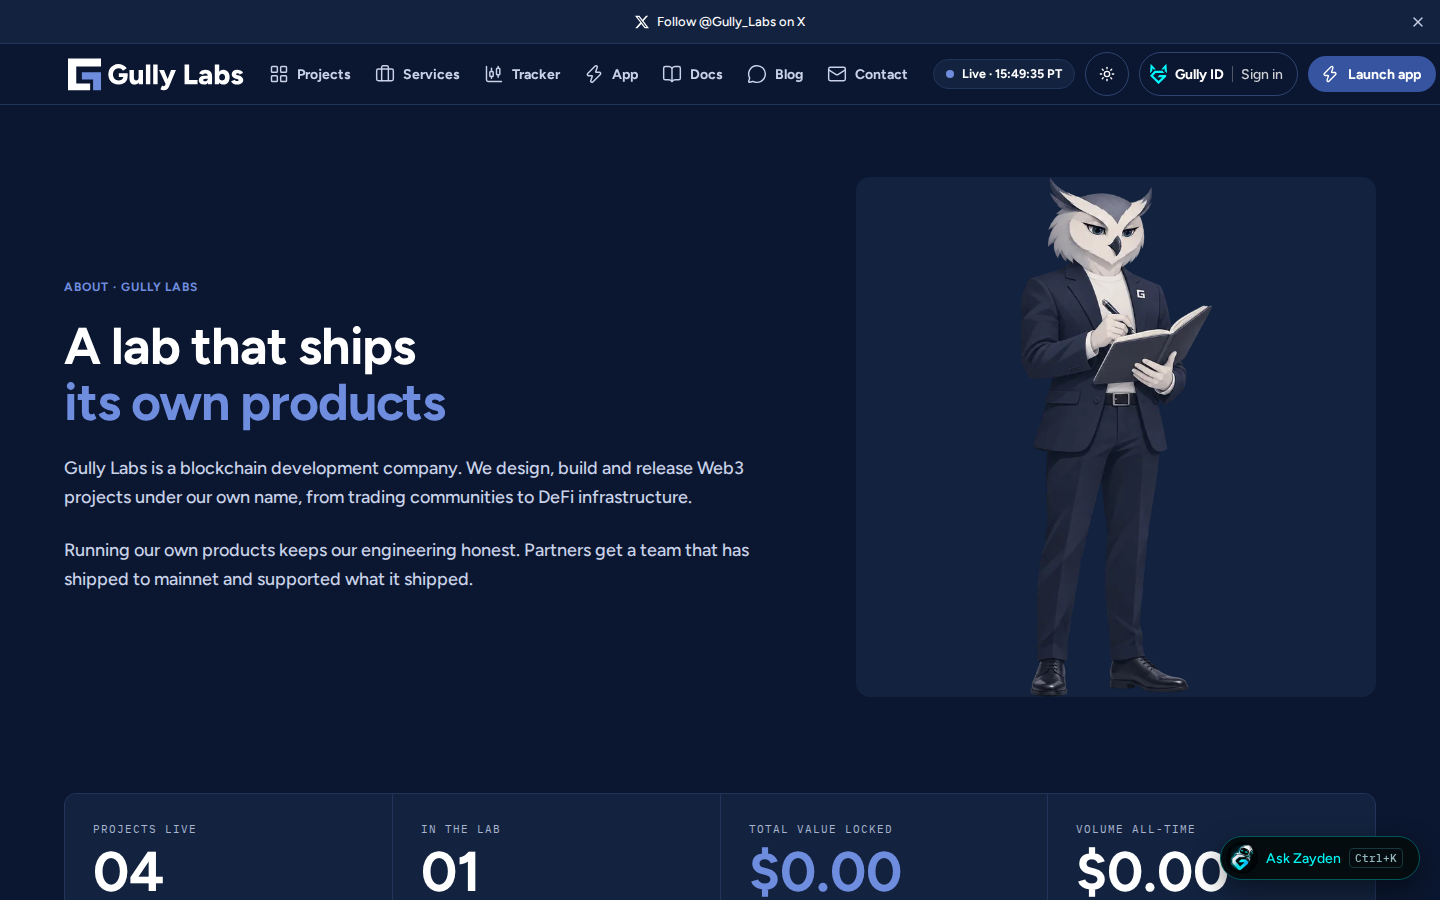 Follow @Gully_Labs on X
Gully Labs
Projects
Services
Tracker
App
Docs
Blog
Contact
Live · 15:49:35 PT
Gully ID
Sign in
Launch app
ABOUT · GULLY LABS
A lab that ships
its own products
Gully Labs is a blockchain development company. We design, build and release Web3
projects under our own name, from trading communities to DeFi infrastructure.
Running our own products keeps our engineering honest. Partners get a team that has
shipped to mainnet and supported what it shipped.
PROJECTS LIVE
04
IN THE LAB
01
TOTAL VALUE LOCKED
$0.00
VOLUME ALL-TIME
$0.00
Ask Zayden
Ctrl+K